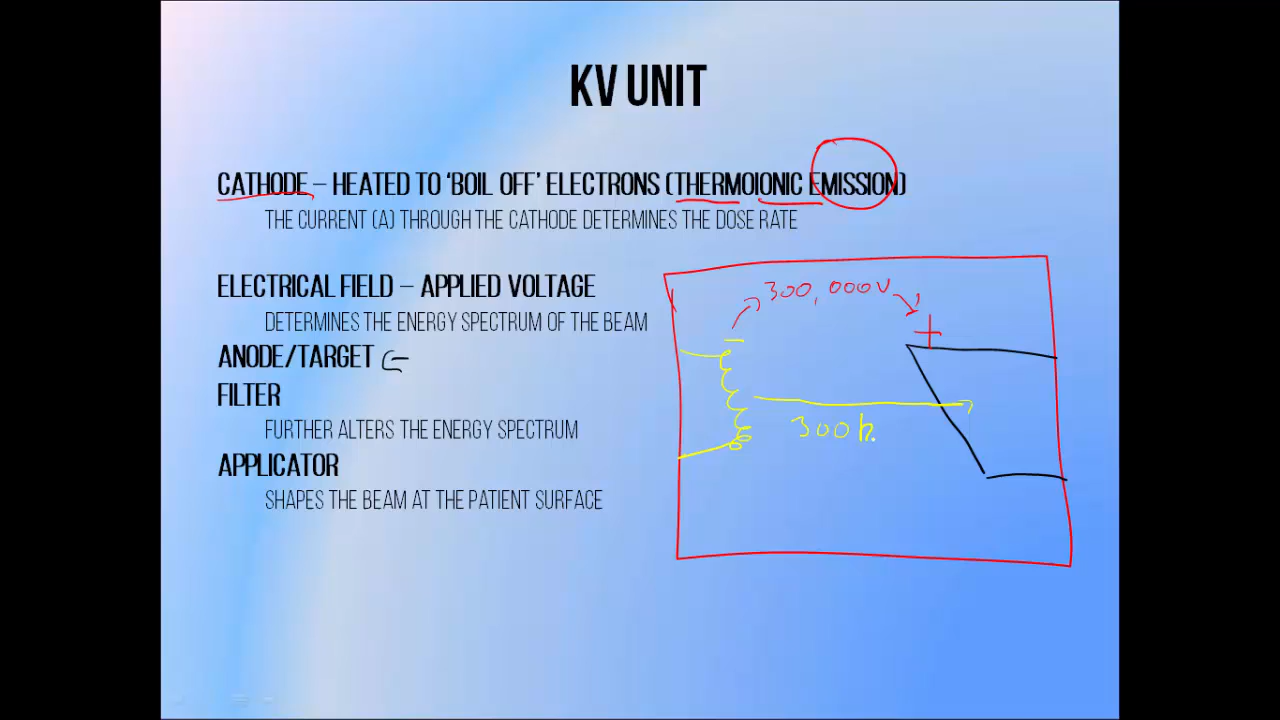 KV UNIT
CATHODE – HEATED TO 'BOIL OFF' ELECTRONS (THERMOIONIC EMISSION)
THE CURRENT (A) THROUGH THE CATHODE DETERMINES THE DOSE RATE
ELECTRICAL FIELD – APPLIED VOLTAGE
DETERMINES THE ENERGY SPECTRUM OF THE BEAM
ANODE/TARGET
FILTER
FURTHER ALTERS THE ENERGY SPECTRUM
APPLICATOR
SHAPES THE BEAM AT THE PATIENT SURFACE
300,000V
− +
300k